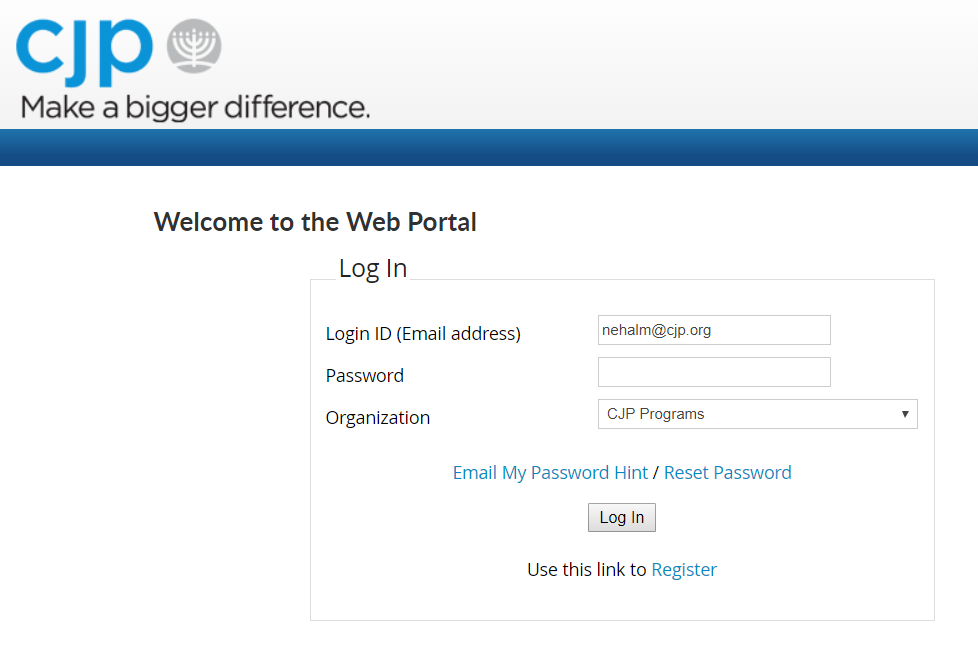 cjp
Make a bigger difference.
Welcome to the Web Portal
Log In
Login ID (Email address) nehalm@cjp.org
Password
Organization CJP Programs
Email My Password Hint / Reset Password
Log In
Use this link to Register